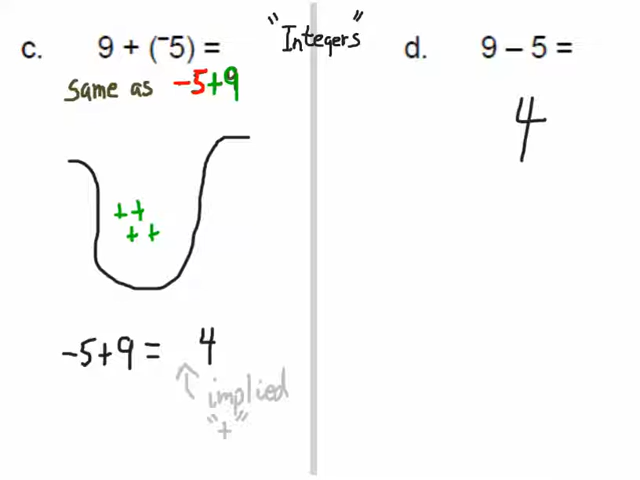 "Integers"
c. 9 + (⁻5) =
same as -5+9
++
++
-5+9 = 4
implied
"+"
d. 9 – 5 =
4